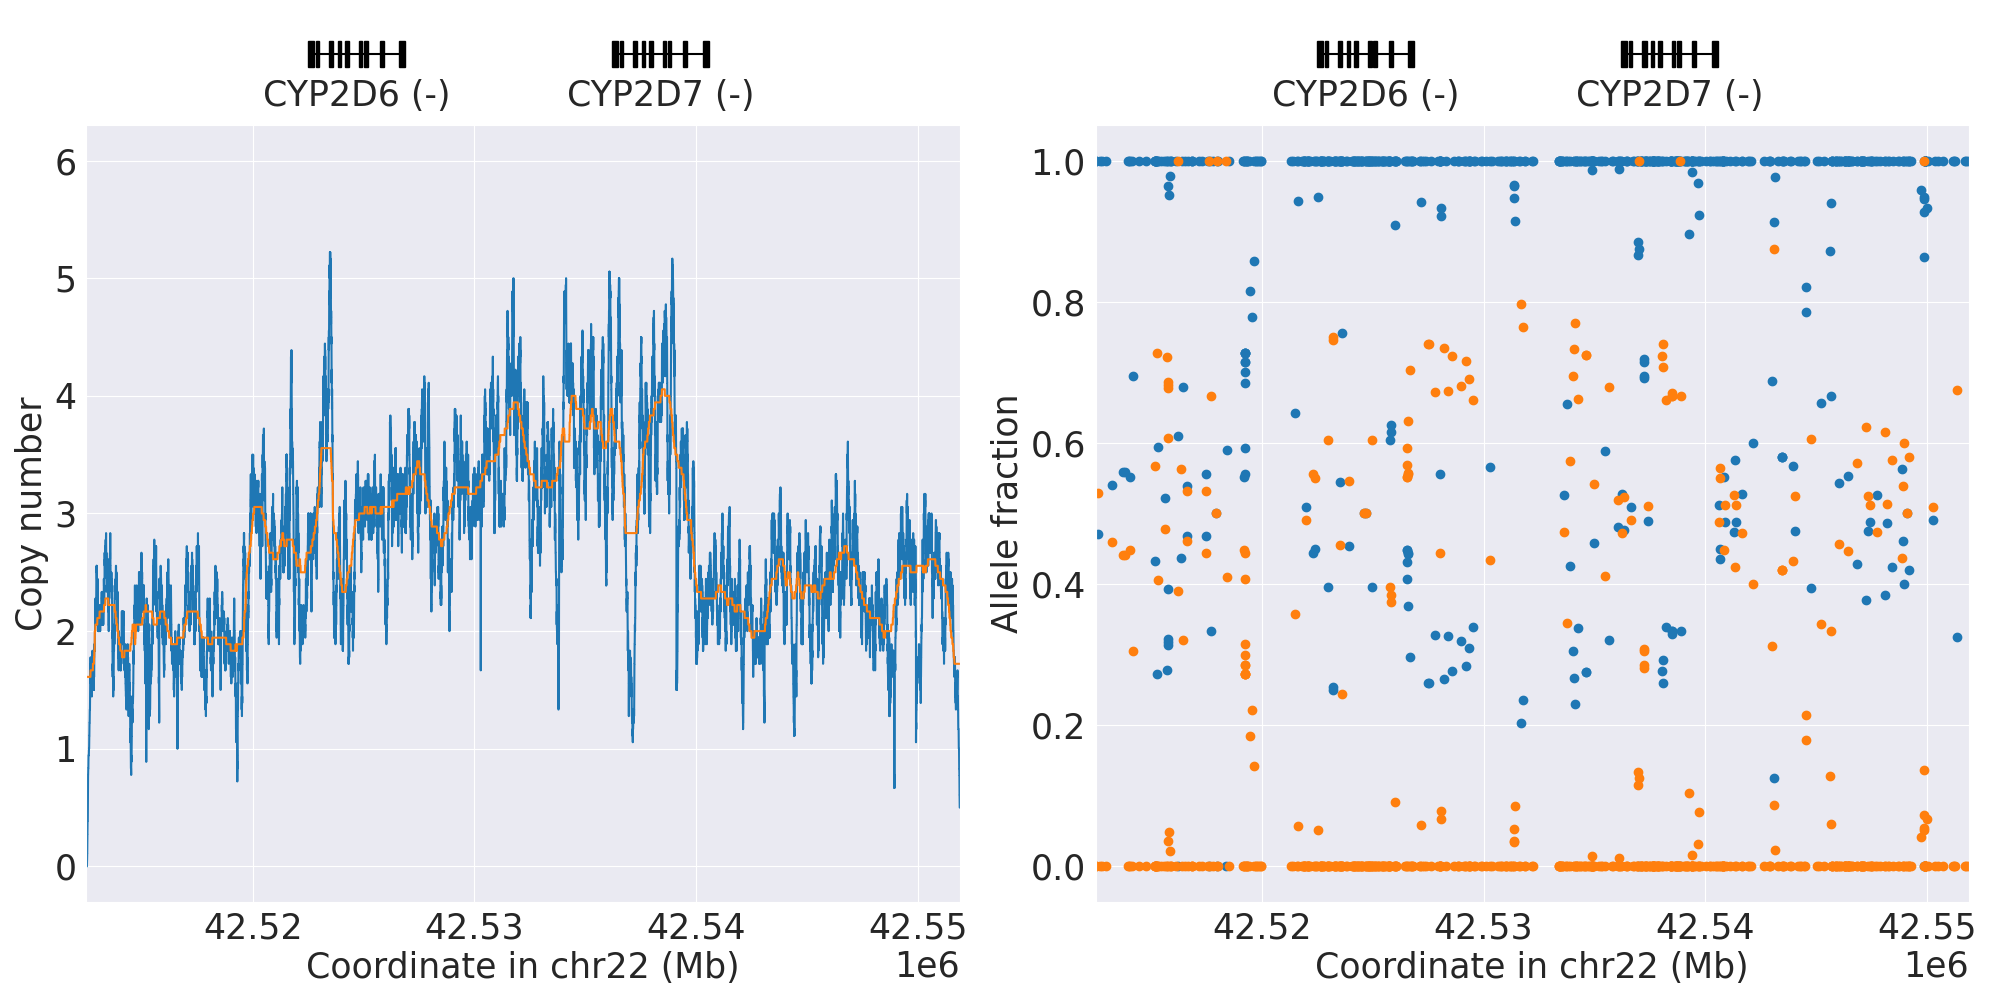 CYP2D6 (-) CYP2D7 (-)
6
5
4
3
2
1
0
Copy number
42.52 42.53 42.54 42.55
Coordinate in chr22 (Mb) 1e6
CYP2D6 (-) CYP2D7 (-)
1.0
0.8
0.6
0.4
0.2
0.0
Allele fraction
42.52 42.53 42.54 42.55
Coordinate in chr22 (Mb) 1e6